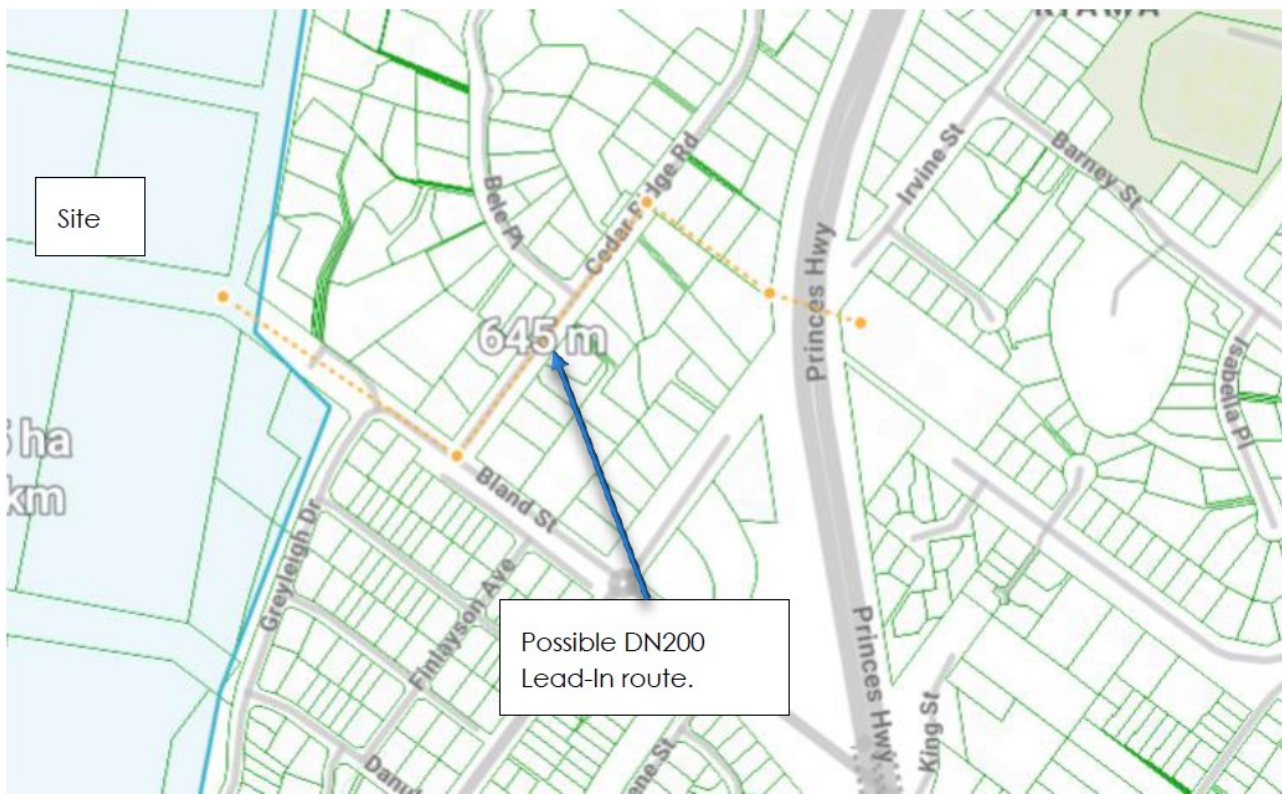 KIAMA
Site
Bele Pl
Cedar Ridge Rd
Irvine St
Barney St
Princes Hwy
645 m
Isabella Pl
ha
km
Bland St
Greyleigh Dr
Finlayson Ave
Possible DN200
Lead-In route.
Princes Hwy
King St